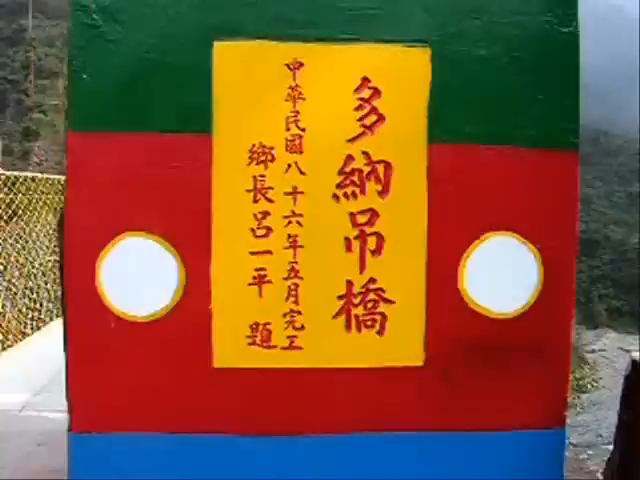 多納吊橋
中華民國八十六年五月完工
鄉長呂一平 題